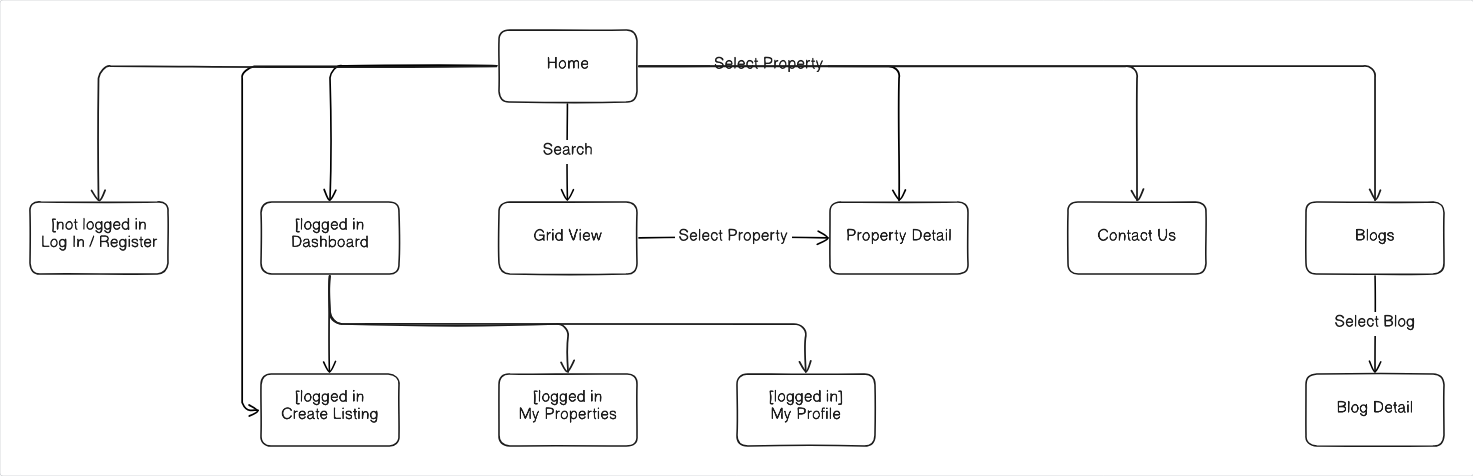 Home
Select Property
Search
[not logged in
Log In / Register
[logged in
Dashboard
Grid View
Select Property
Property Detail
Contact Us
Blogs
Select Blog
[logged in
Create Listing
[logged in
My Properties
[logged in]
My Profile
Blog Detail